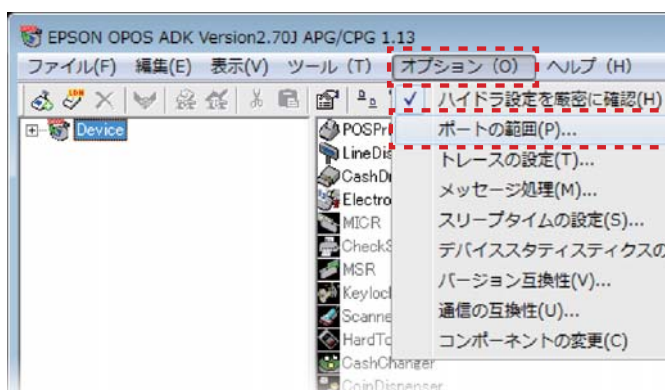 EPSON OPOS ADK Version2.70J APG/CPG 1.13
ファイル(F) 編集(E) 表示(V) ツール (T) オプション (O) ヘルプ (H)
ハイドラ設定を厳密に確認(H)
Device
POSPr
ポートの範囲(P)...
LineDis
トレースの設定(T)...
CashDr
Electro
メッセージ処理(M)...
MICR
スリープタイムの設定(S)...
CheckS
デバイススタティスティクスの
MSR
Keylock
バージョン互換性(V)...
Scanne
通信の互換性(U)...
HardTo
コンポーネントの変更(C)
CashChanger
CoinDispenser